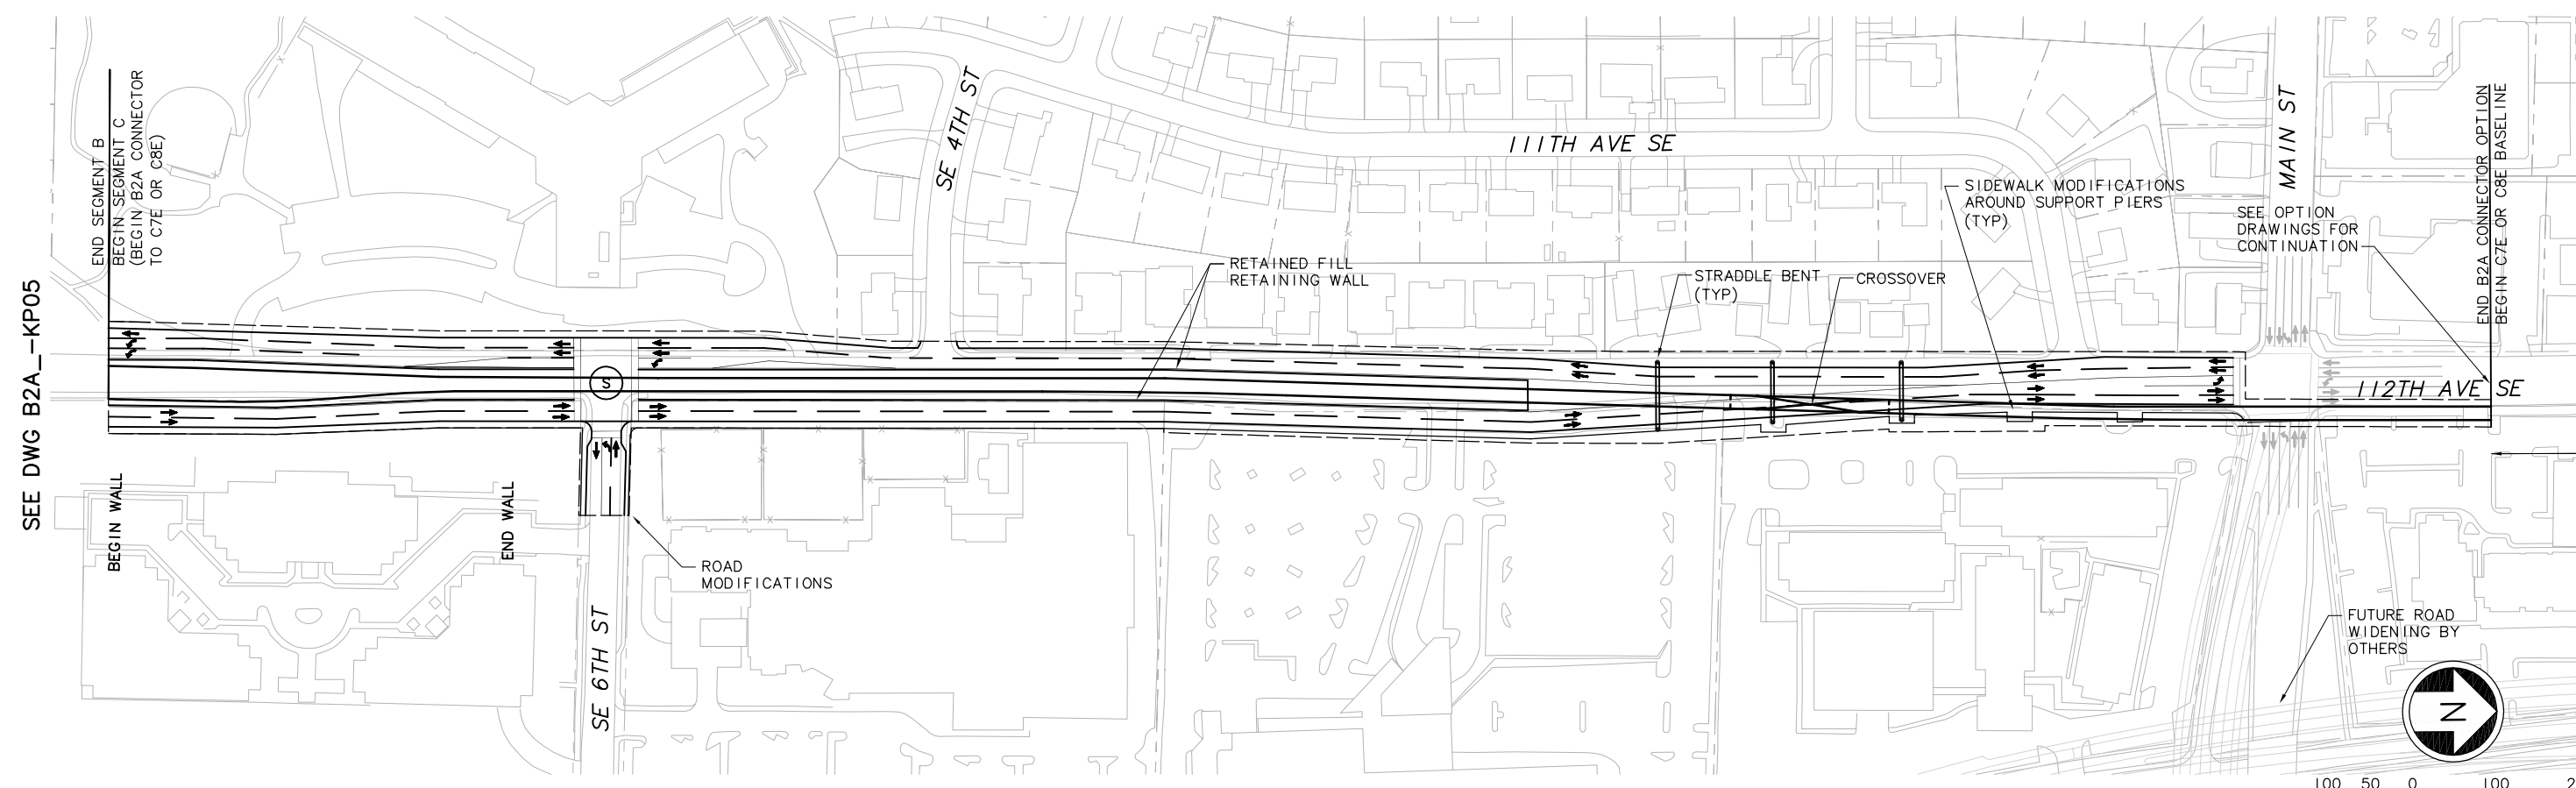 SEE DWG B2A_-KP05
END SEGMENT B
BEGIN SEGMENT C
(BEGIN B2A CONNECTOR
TO C7E OR C8E)
BEGIN WALL
END WALL
S
SE 6TH ST
ROAD
MODIFICATIONS
SE 4TH ST
RETAINED FILL
RETAINING WALL
111TH AVE SE
STRADDLE BENT
(TYP)
CROSSOVER
SIDEWALK MODIFICATIONS
AROUND SUPPORT PIERS
(TYP)
MAIN ST
SEE OPTION
DRAWINGS FOR
CONTINUATION
END B2A CONNECTOR OPTION
BEGIN C7E OR C8E BASELINE
112TH AVE SE
FUTURE ROAD
WIDENING BY
OTHERS
N
100 50 0 100 2